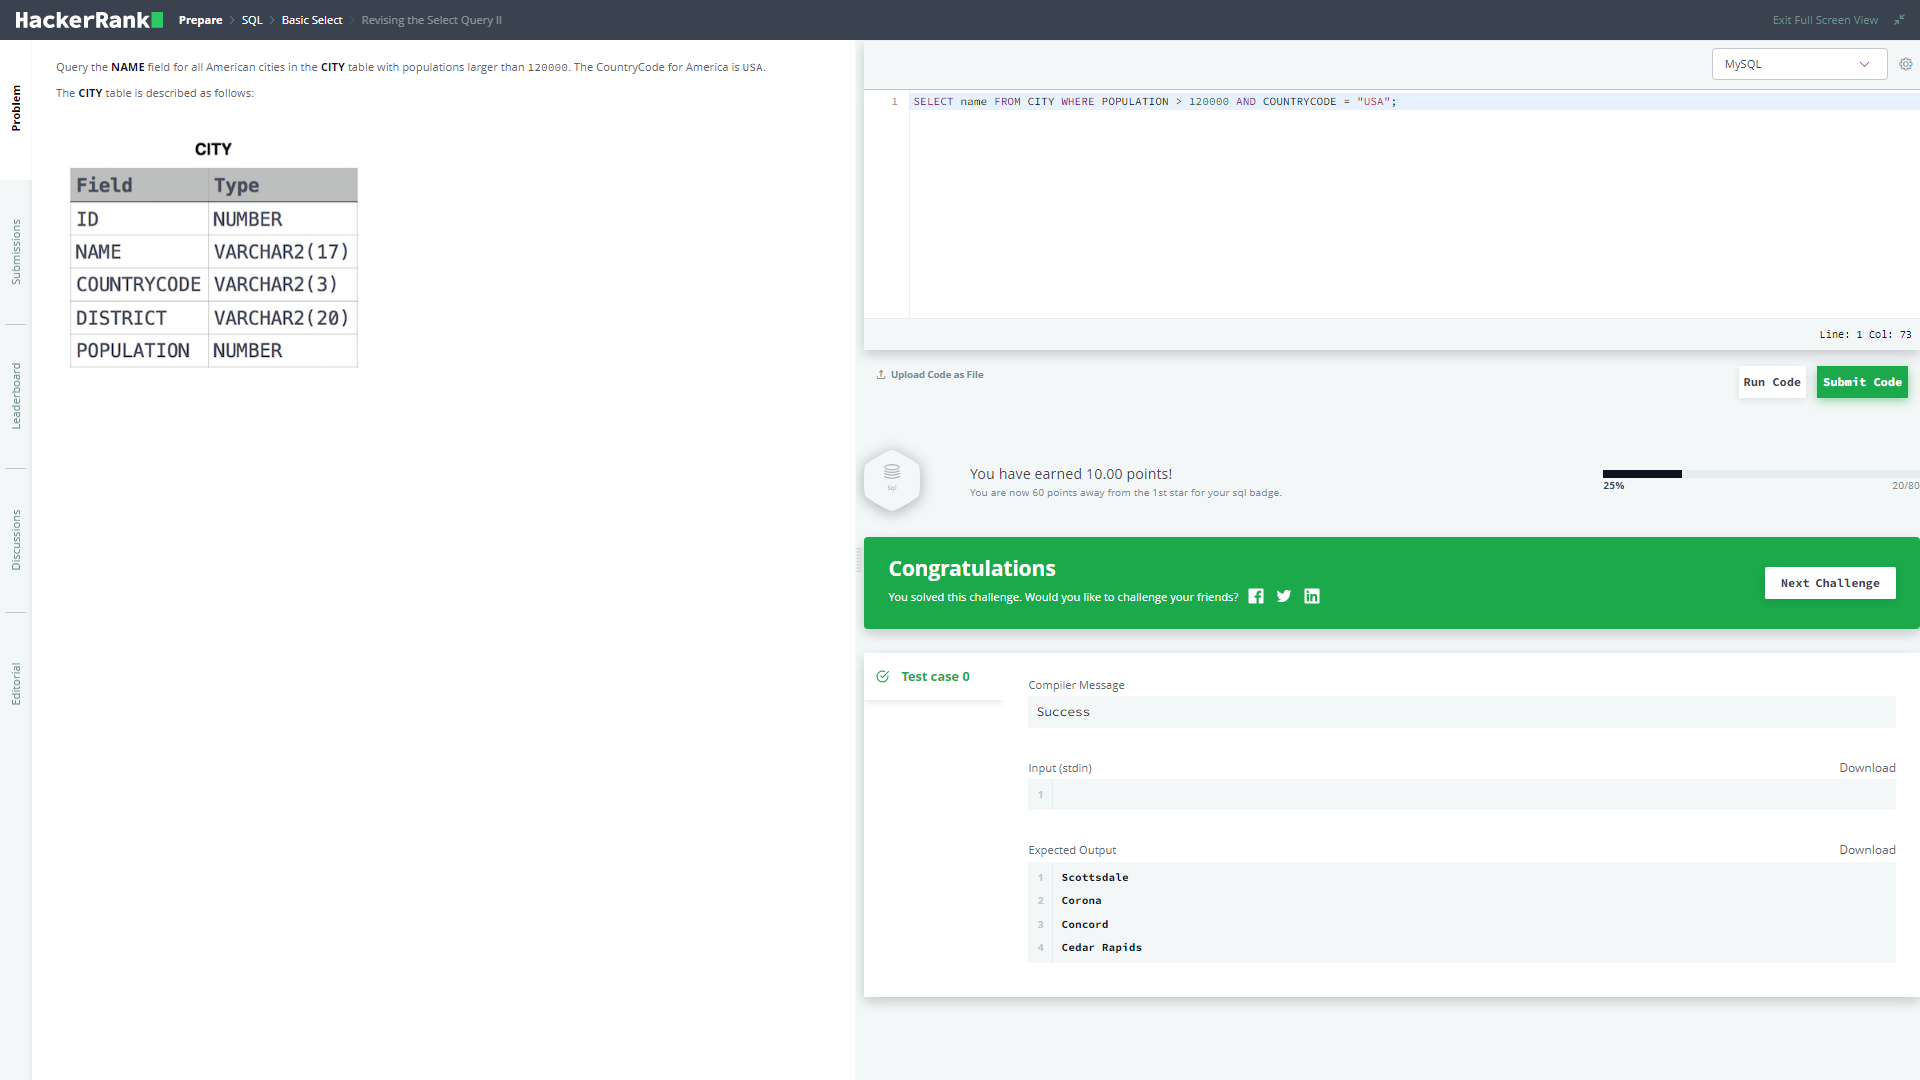 HackerRank
Prepare > SQL > Basic Select > Revising the Select Query II
Exit Full Screen View
Problem
Submissions
Leaderboard
Discussions
Editorial
Query the NAME field for all American cities in the CITY table with populations larger than 120000. The CountryCode for America is USA.
The CITY table is described as follows:
CITY
Field Type
ID NUMBER
NAME VARCHAR2(17)
COUNTRYCODE VARCHAR2(3)
DISTRICT VARCHAR2(20)
POPULATION NUMBER
MySQL
1 SELECT name FROM CITY WHERE POPULATION > 120000 AND COUNTRYCODE = "USA";
Line: 1 Col: 73
Upload Code as File
Run Code
Submit Code
Sql
You have earned 10.00 points!
You are now 60 points away from the 1st star for your sql badge.
25%
20/80
Congratulations
You solved this challenge. Would you like to challenge your friends?
Next Challenge
Test case 0
Compiler Message
Success
Input (stdin)
Download
1
Expected Output
Download
1 Scottsdale
2 Corona
3 Concord
4 Cedar Rapids